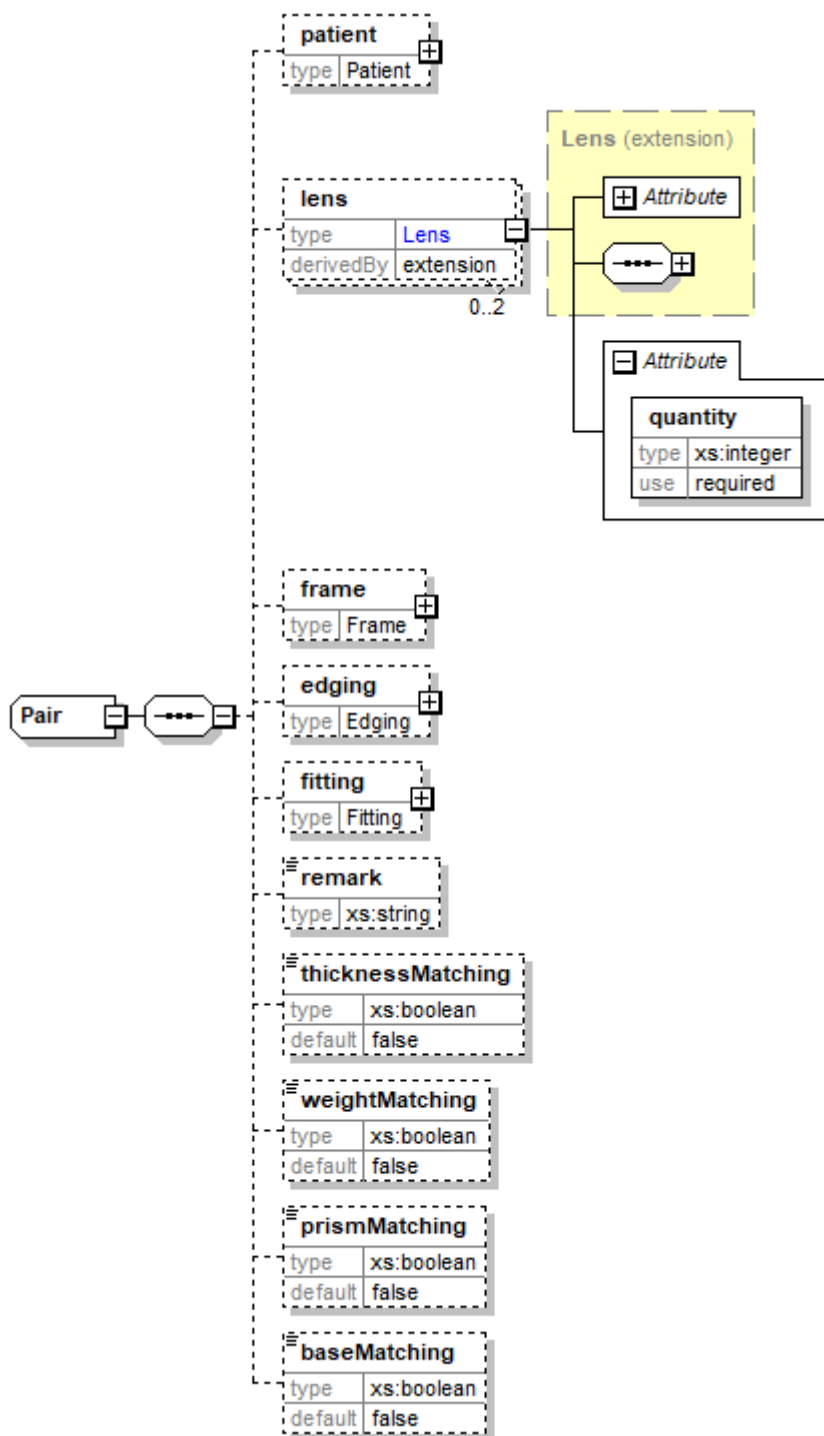 patient
type Patient
Lens (extension)
Attribute
lens
type Lens
derivedBy extension
0..2
Attribute
quantity
type xs:integer
use required
frame
type Frame
edging
type Edging
Pair
fitting
type Fitting
remark
type xs:string
thicknessMatching
type xs:boolean
default false
weightMatching
type xs:boolean
default false
prismMatching
type xs:boolean
default false
baseMatching
type xs:boolean
default false